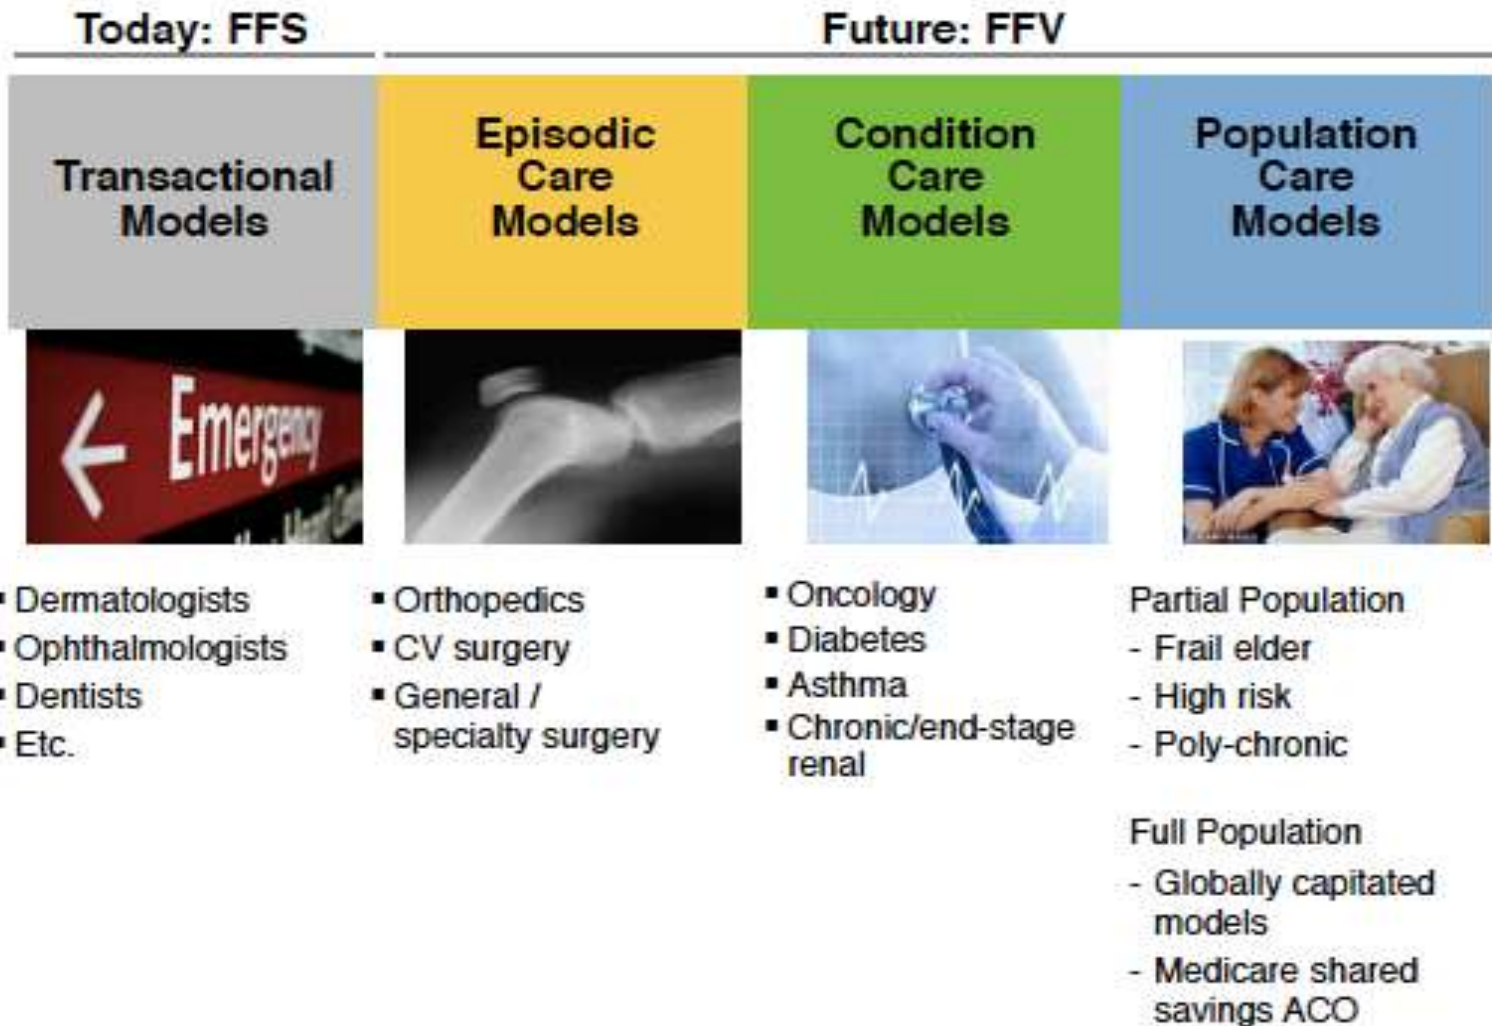 Today: FFS
Future: FFV
Transactional
Models
Episodic
Care
Models
Condition
Care
Models
Population
Care
Models
Emergency
▪ Dermatologists
▪ Ophthalmologists
▪ Dentists
▪ Etc.
▪ Orthopedics
▪ CV surgery
▪ General /
specialty surgery
▪ Oncology
▪ Diabetes
▪ Asthma
▪ Chronic/end-stage
renal
Partial Population
- Frail elder
- High risk
- Poly-chronic
Full Population
- Globally capitated
models
- Medicare shared
savings ACO